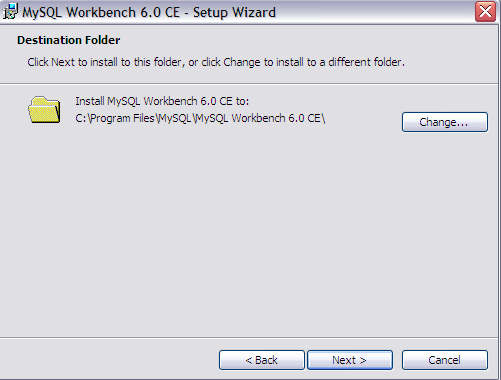 MySQL Workbench 6.0 CE - Setup Wizard
Destination Folder
Click Next to install to this folder, or click Change to install to a different folder.
Install MySQL Workbench 6.0 CE to:
C:\Program Files\MySQL\MySQL Workbench 6.0 CE\
Change...
< Back
Next >
Cancel